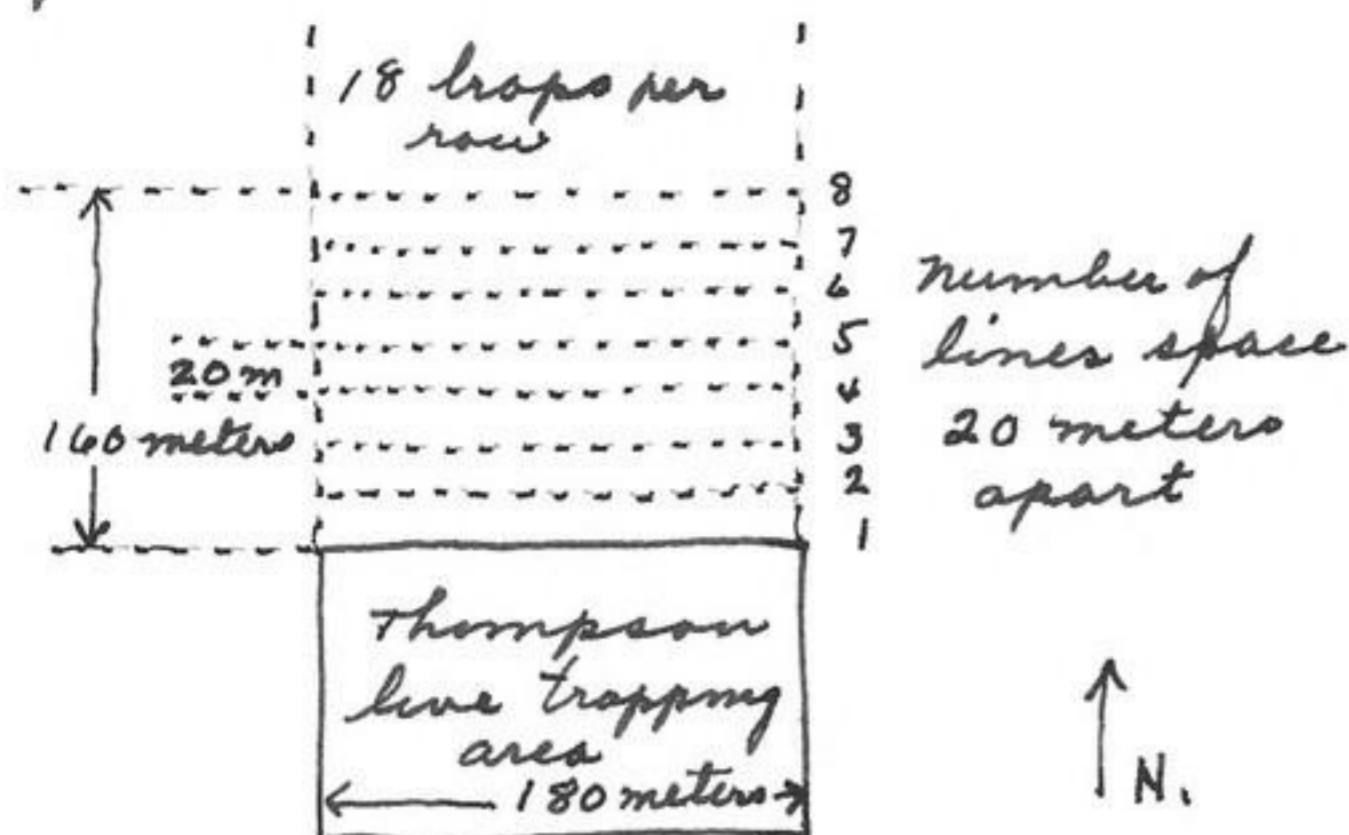 18 traps per
row
8
7
6
5
4
3
2
1
20 m
160 meters
Number of
lines space
20 meters
apart
Thompson
live trapping
area
180 meters
N.